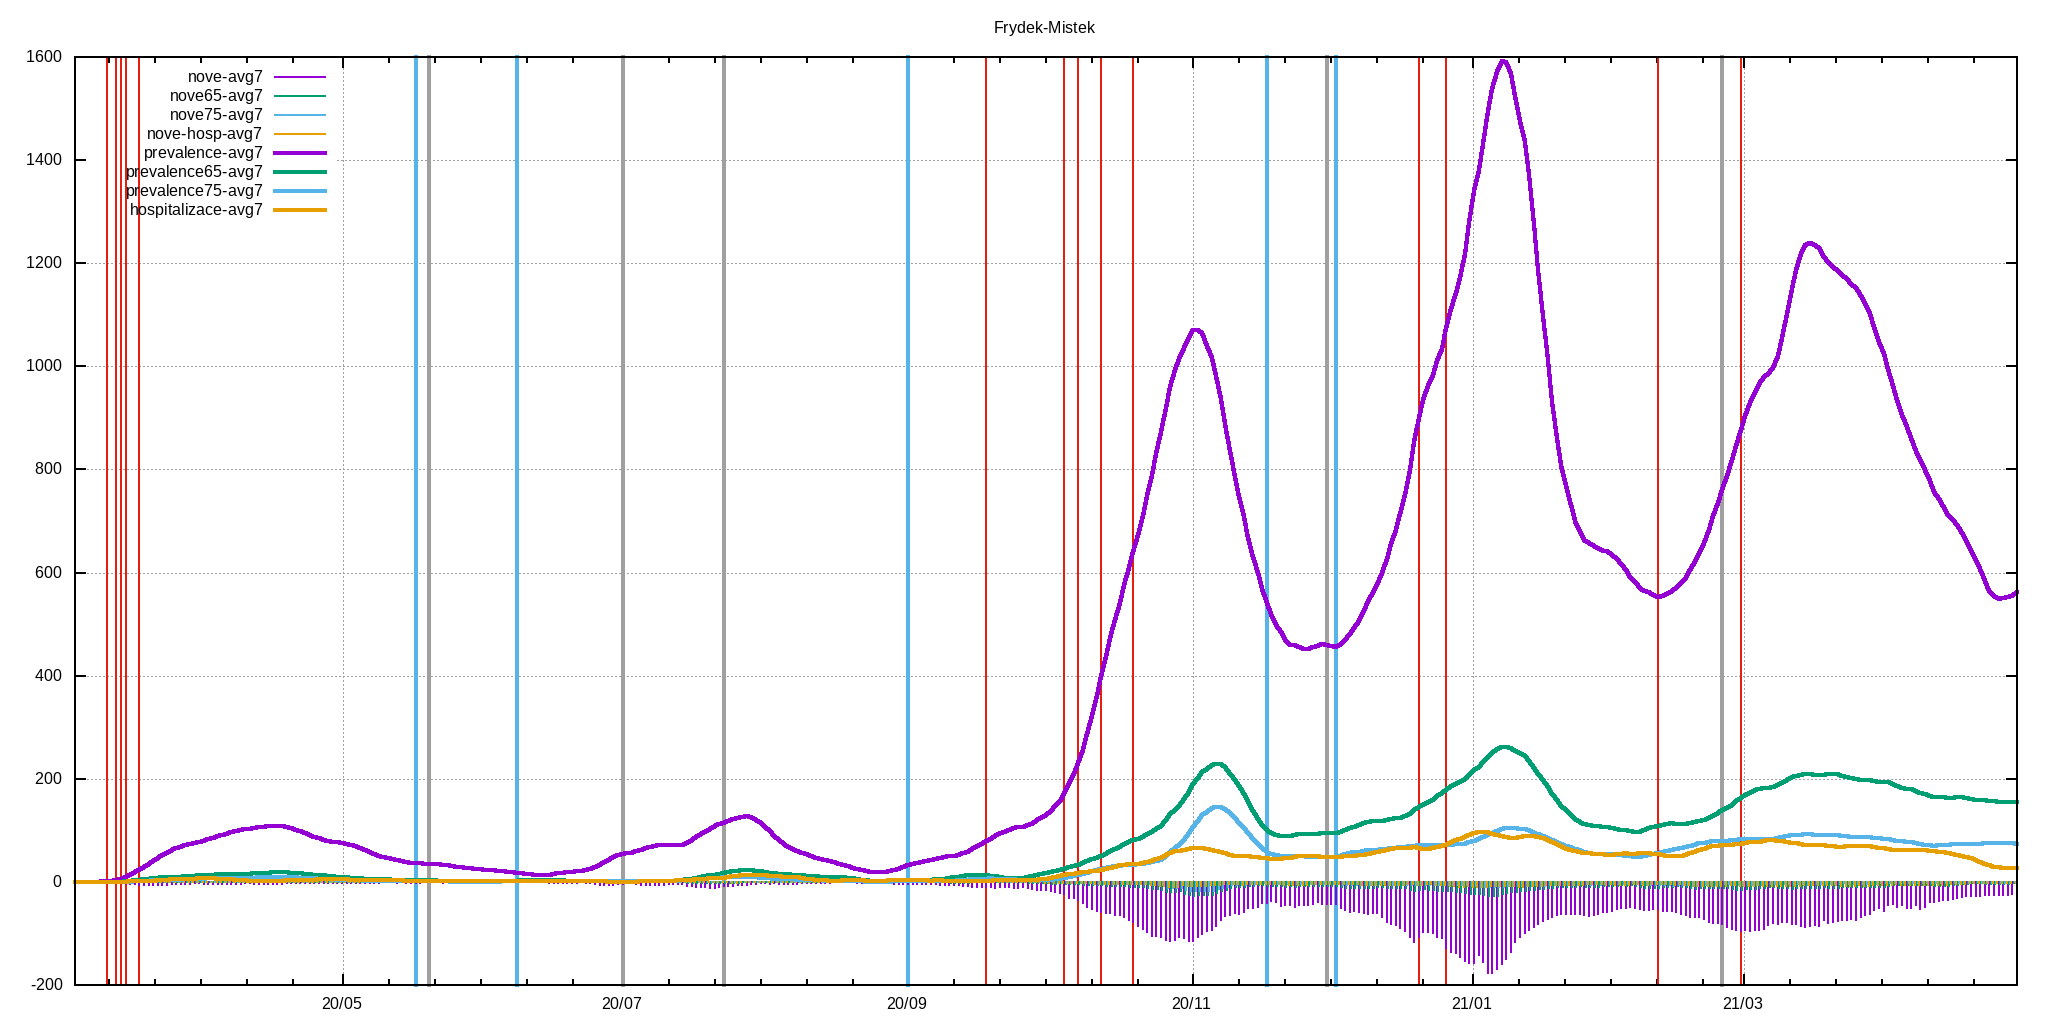 Frydek-Mistek
1600
1400
1200
1000
800
600
400
200
0
-200
nove-avg7
nove65-avg7
nove75-avg7
nove-hosp-avg7
prevalence-avg7
prevalence65-avg7
prevalence75-avg7
hospitalizace-avg7
20/05
20/07
20/09
20/11
21/01
21/03